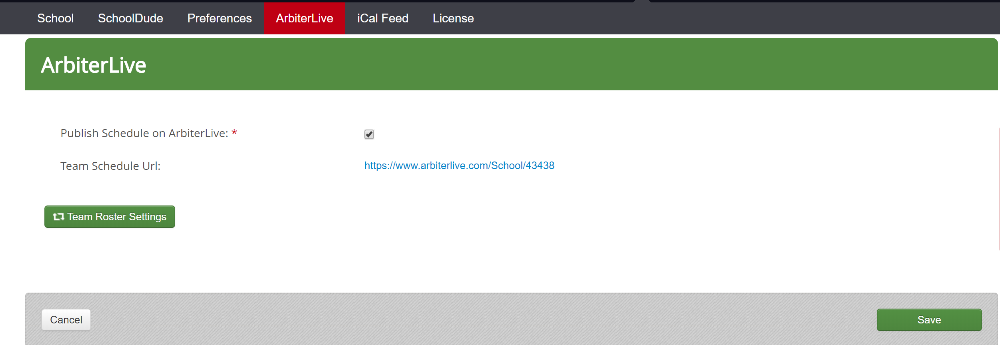 School SchoolDude Preferences ArbiterLive iCal Feed License
ArbiterLive
Publish Schedule on ArbiterLive: *
Team Schedule Url: https://www.arbiterlive.com/School/43438
Team Roster Settings
Cancel Save